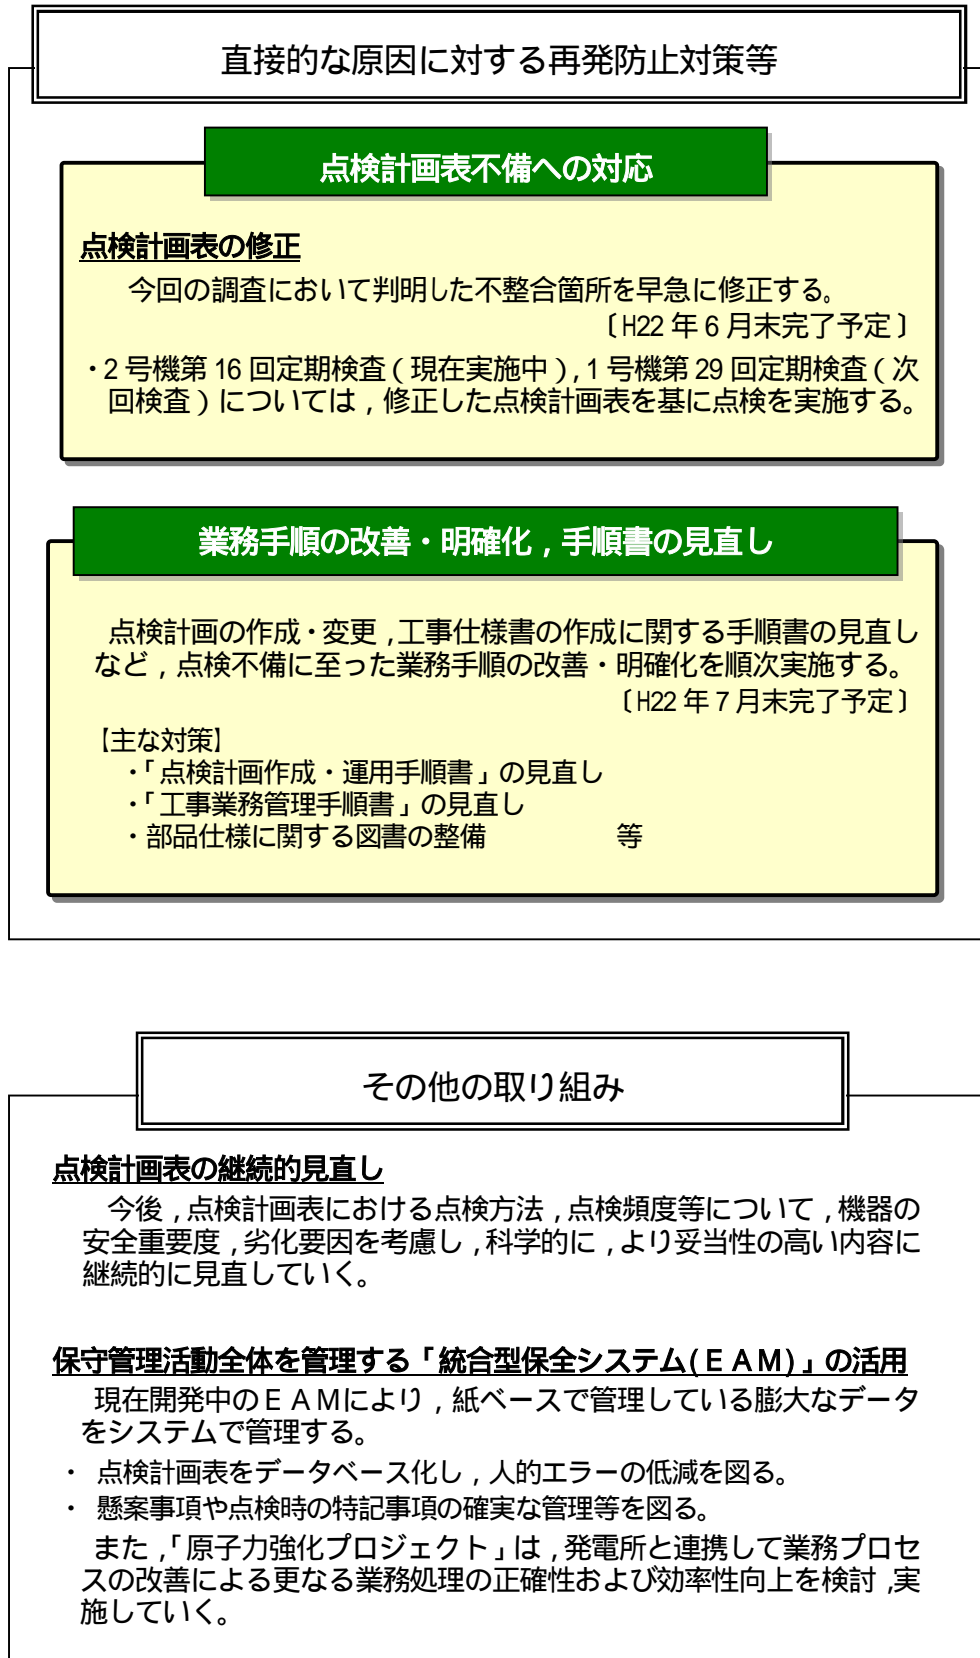 直接的な原因に対する再発防止対策等
点検計画表不備への対応
点検計画表の修正
今回の調査において判明した不整合箇所を早急に修正する。
〔H22年6月末完了予定〕
・2号機第16回定期検査(現在実施中),1号機第29回定期検査(次
回検査)については,修正した点検計画表を基に点検を実施する。
業務手順の改善・明確化,手順書の見直し
点検計画の作成・変更,工事仕様書の作成に関する手順書の見直し
など,点検不備に至った業務手順の改善・明確化を順次実施する。
〔H22年7月末完了予定〕
【主な対策】
・「点検計画作成・運用手順書」の見直し
・「工事業務管理手順書」の見直し
・部品仕様に関する図書の整備 等
その他の取り組み
点検計画表の継続的見直し
今後,点検計画表における点検方法,点検頻度等について,機器の
安全重要度,劣化要因を考慮し,科学的に,より妥当性の高い内容に
継続的に見直していく。
保守管理活動全体を管理する「統合型保全システム(EAM)」の活用
現在開発中のEAMにより,紙ベースで管理している膨大なデータ
をシステムで管理する。
・ 点検計画表をデータベース化し,人的エラーの低減を図る。
・ 懸案事項や点検時の特記事項の確実な管理等を図る。
また,「原子力強化プロジェクト」は,発電所と連携して業務プロセ
スの改善による更なる業務処理の正確性および効率性向上を検討,実
施していく。